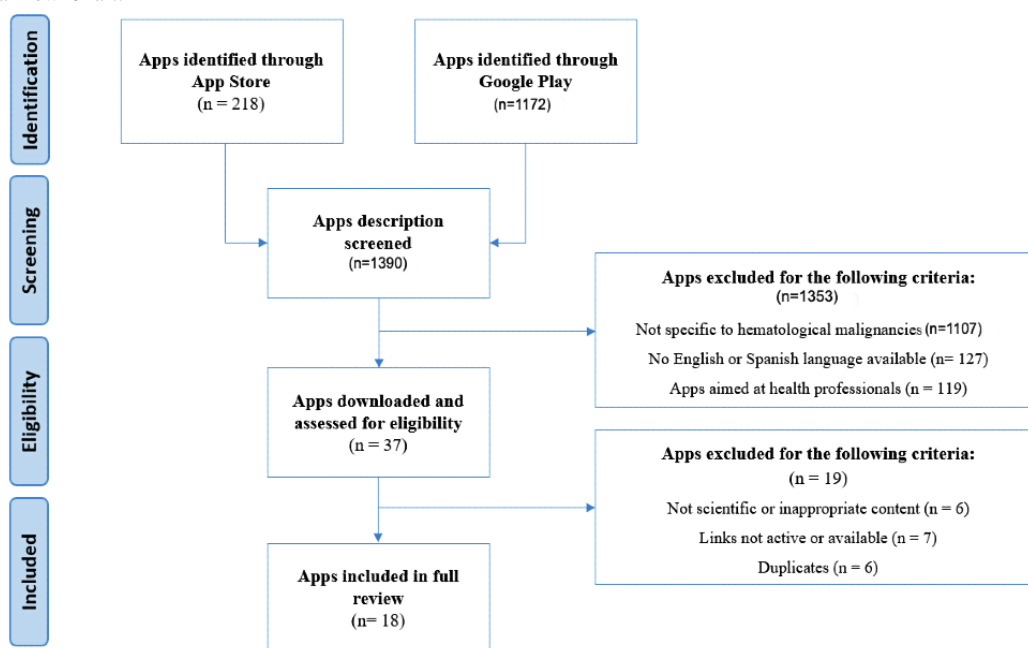 Identification
Apps identified through
App Store
(n = 218)
Apps identified through
Google Play
(n=1172)
Screening
Apps description
screened
(n=1390)
Apps excluded for the following criteria:
(n=1353)
Not specific to hematological malignancies (n=1107)
No English or Spanish language available (n= 127)
Apps aimed at health professionals (n = 119)
Eligibility
Apps downloaded and
assessed for eligibility
(n = 37)
Apps excluded for the following criteria:
(n = 19)
Not scientific or inappropriate content (n = 6)
Links not active or available (n = 7)
Duplicates (n = 6)
Included
Apps included in full
review
(n= 18)